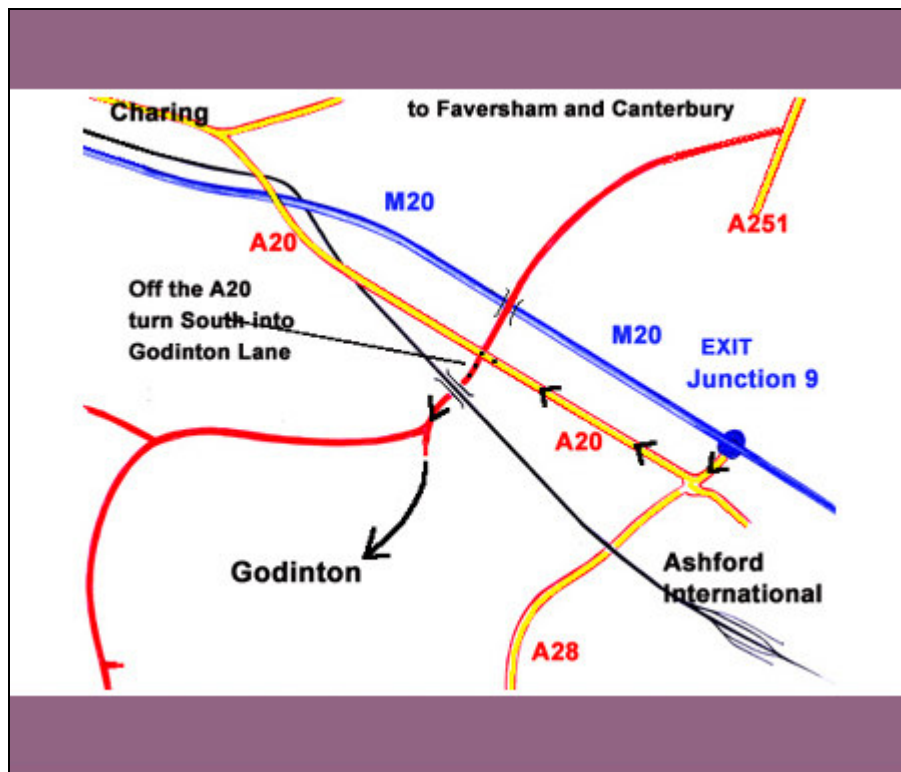 Charing
to Faversham and Canterbury
M20
A20
A251
Off the A20
turn South into
Godinton Lane
M20
EXIT
Junction 9
A20
Godinton
Ashford
International
A28